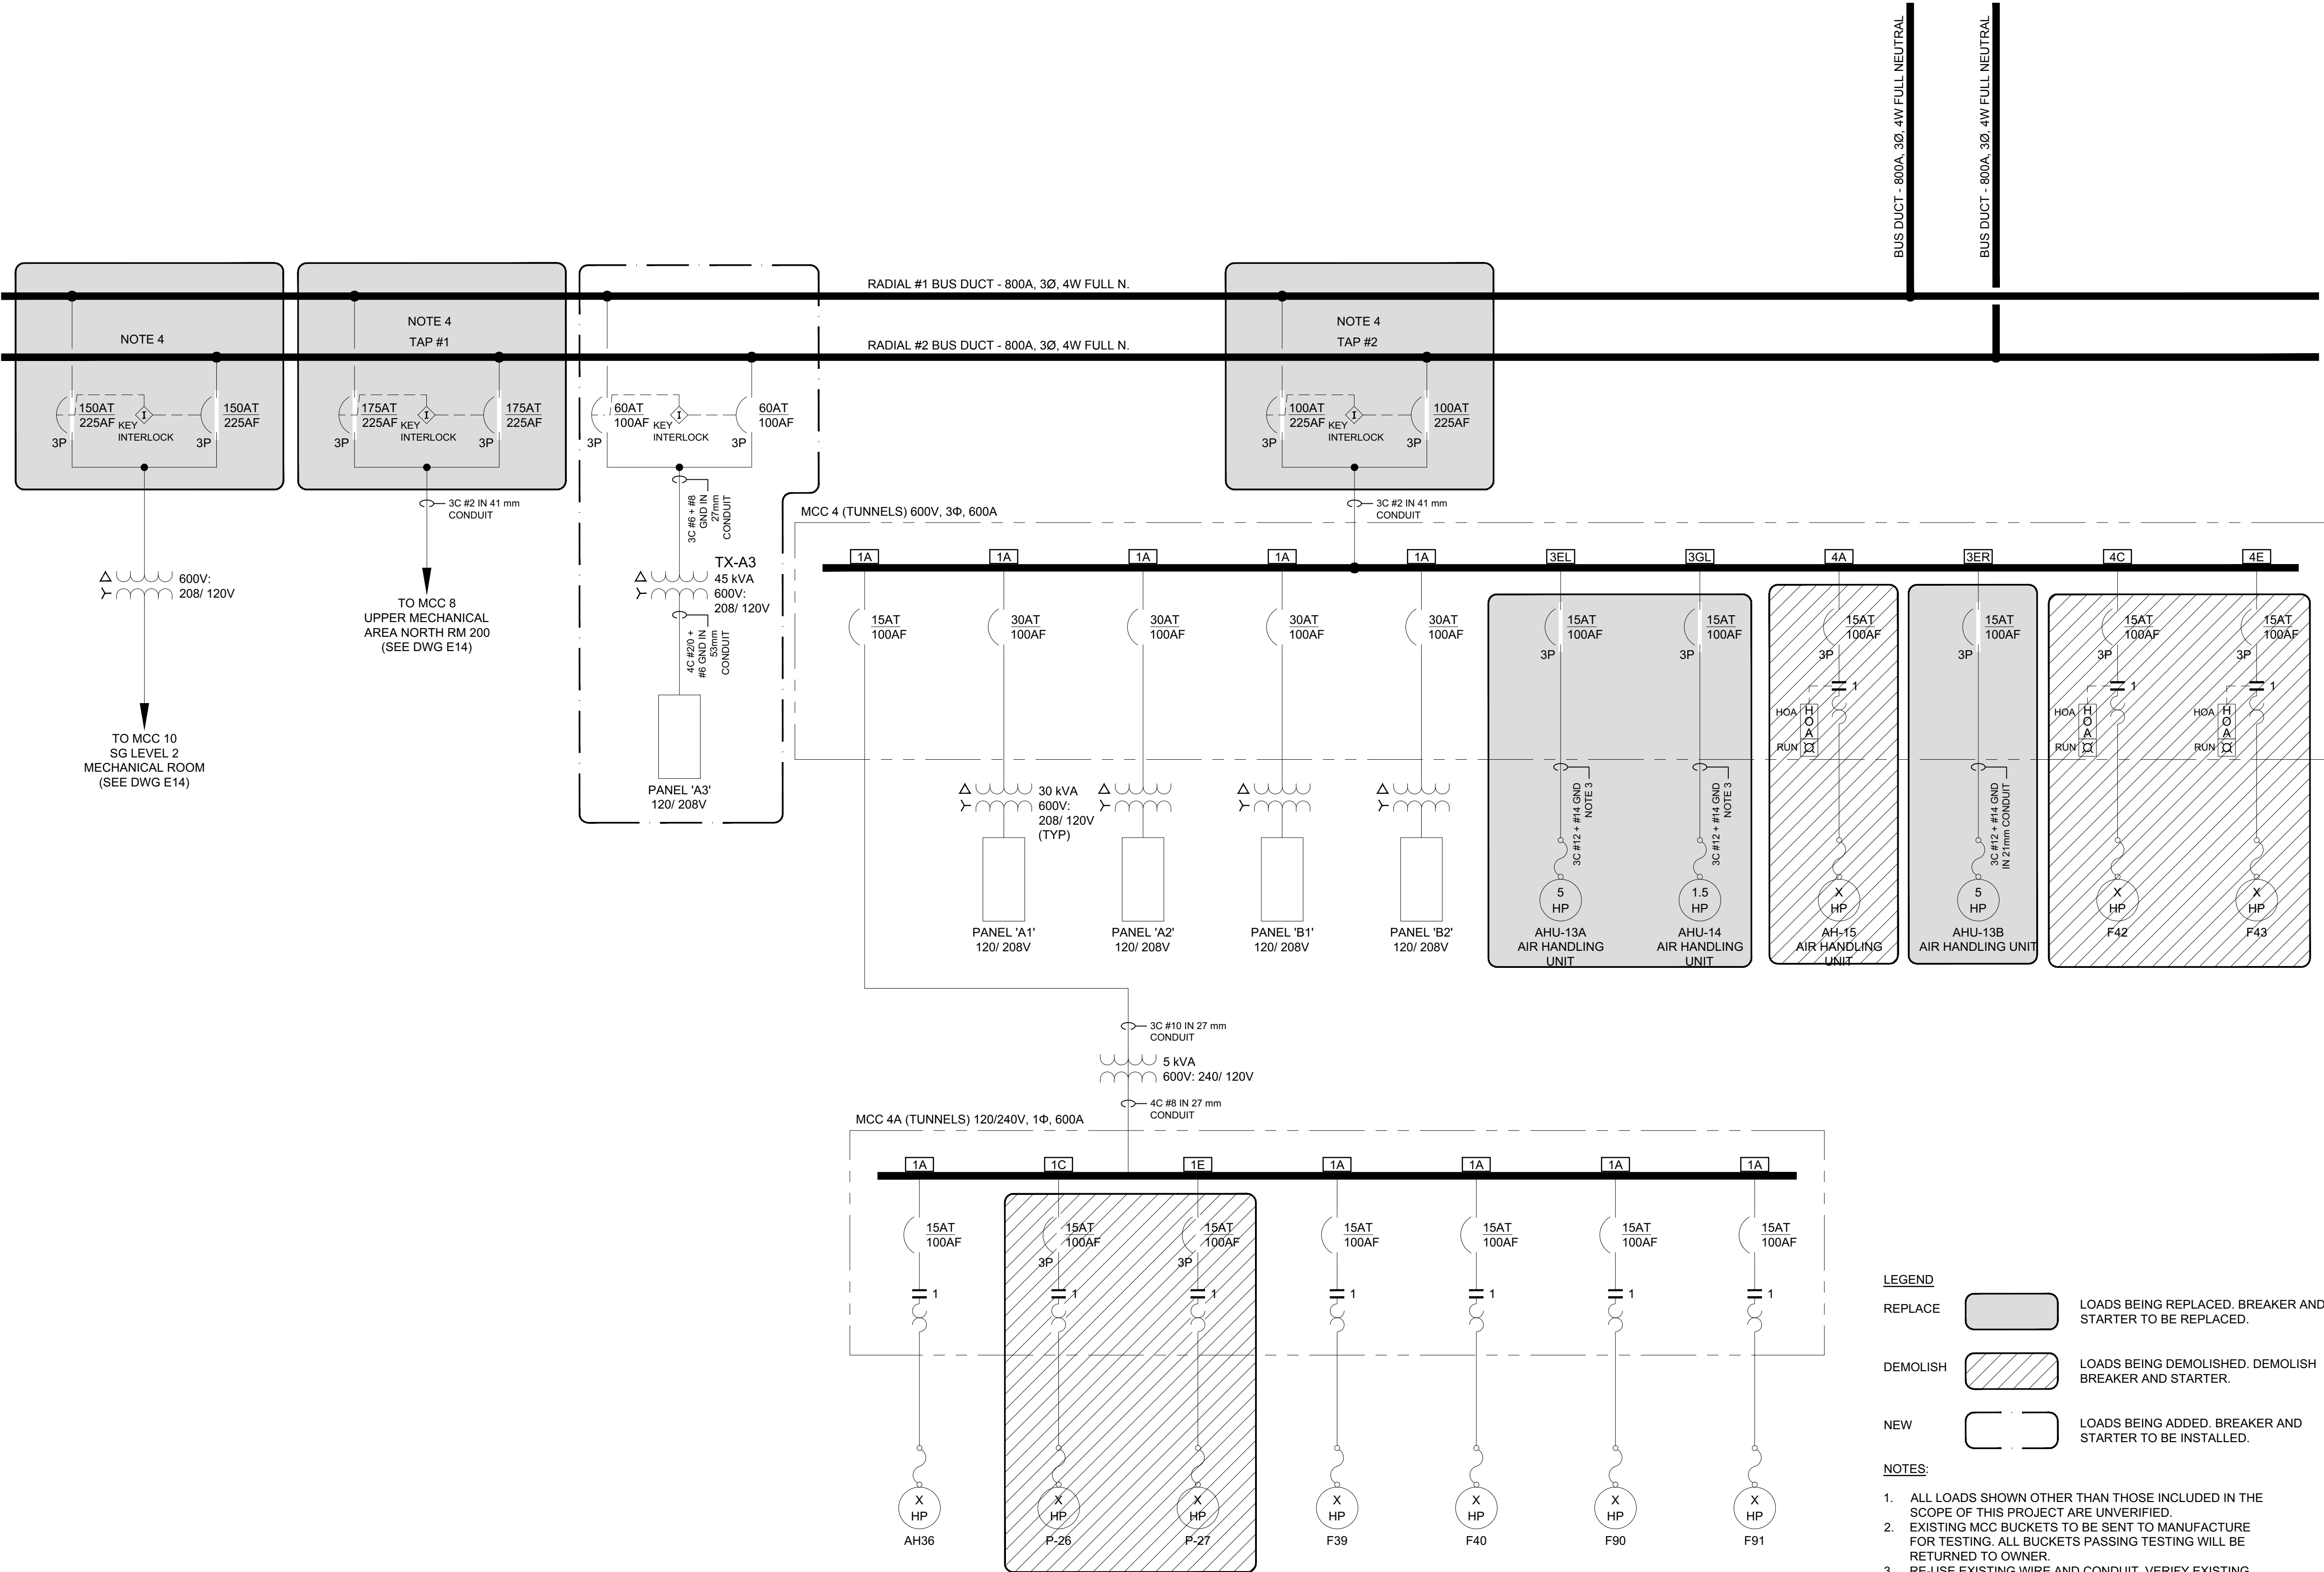 BUS DUCT - 800A, 3Ø, 4W FULL NEUTRAL
BUS DUCT - 800A, 3Ø, 4W FULL NEUTRAL
RADIAL #1 BUS DUCT - 800A, 3Ø, 4W FULL N.
RADIAL #2 BUS DUCT - 800A, 3Ø, 4W FULL N.
NOTE 4
150AT
225AF
3P
KEY
INTERLOCK
I
150AT
225AF
3P
600V:
208/ 120V
TO MCC 10
SG LEVEL 2
MECHANICAL ROOM
(SEE DWG E14)
NOTE 4
TAP #1
175AT
225AF
3P
KEY
INTERLOCK
I
175AT
225AF
3P
3C #2 IN 41 mm
CONDUIT
TO MCC 8
UPPER MECHANICAL
AREA NORTH RM 200
(SEE DWG E14)
60AT
100AF
3P
KEY
INTERLOCK
I
60AT
100AF
3P
3C #6 + #8
GND IN
27mm
CONDUIT
TX-A3
45 kVA
600V:
208/ 120V
4C #2/0 +
#6 GND IN
53mm
CONDUIT
PANEL 'A3'
120/ 208V
NOTE 4
TAP #2
100AT
225AF
3P
KEY
INTERLOCK
I
100AT
225AF
3P
3C #2 IN 41 mm
CONDUIT
MCC 4 (TUNNELS) 600V, 3Φ, 600A
1A
1A
1A
1A
1A
3EL
3GL
4A
3ER
4C
4E
15AT
100AF
30AT
100AF
30AT
100AF
30AT
100AF
30AT
100AF
15AT
100AF
3P
15AT
100AF
3P
15AT
100AF
3P
15AT
100AF
3P
15AT
100AF
3P
15AT
100AF
3P
1
HOA
H
O
A
RUN
1
HOA
H
O
A
RUN
1
HOA
H
O
A
RUN
30 kVA
600V:
208/ 120V
(TYP)
3C #12 + #14 GND
NOTE 3
3C #12 + #14 GND
NOTE 3
3C #12 + #14 GND
IN 21mm CONDUIT
PANEL 'A1'
120/ 208V
PANEL 'A2'
120/ 208V
PANEL 'B1'
120/ 208V
PANEL 'B2'
120/ 208V
5
HP
AHU-13A
AIR HANDLING
UNIT
1.5
HP
AHU-14
AIR HANDLING
UNIT
X
HP
AH-15
AIR HANDLING
UNIT
5
HP
AHU-13B
AIR HANDLING UNIT
X
HP
F42
X
HP
F43
3C #10 IN 27 mm
CONDUIT
5 kVA
600V: 240/ 120V
4C #8 IN 27 mm
CONDUIT
MCC 4A (TUNNELS) 120/240V, 1Φ, 600A
1A
1C
1E
1A
1A
1A
1A
15AT
100AF
15AT
100AF
3P
15AT
100AF
3P
15AT
100AF
15AT
100AF
15AT
100AF
15AT
100AF
1
1
1
1
1
1
1
X
HP
AH36
X
HP
P-26
X
HP
P-27
X
HP
F39
X
HP
F40
X
HP
F90
X
HP
F91
LEGEND
REPLACE
LOADS BEING REPLACED. BREAKER AND
STARTER TO BE REPLACED.
DEMOLISH
LOADS BEING DEMOLISHED. DEMOLISH
BREAKER AND STARTER.
NEW
LOADS BEING ADDED. BREAKER AND
STARTER TO BE INSTALLED.
NOTES:
1. ALL LOADS SHOWN OTHER THAN THOSE INCLUDED IN THE
SCOPE OF THIS PROJECT ARE UNVERIFIED.
2. EXISTING MCC BUCKETS TO BE SENT TO MANUFACTURE
FOR TESTING. ALL BUCKETS PASSING TESTING WILL BE
RETURNED TO OWNER.
3. RE-USE EXISTING WIRE AND CONDUIT. VERIFY EXISTING